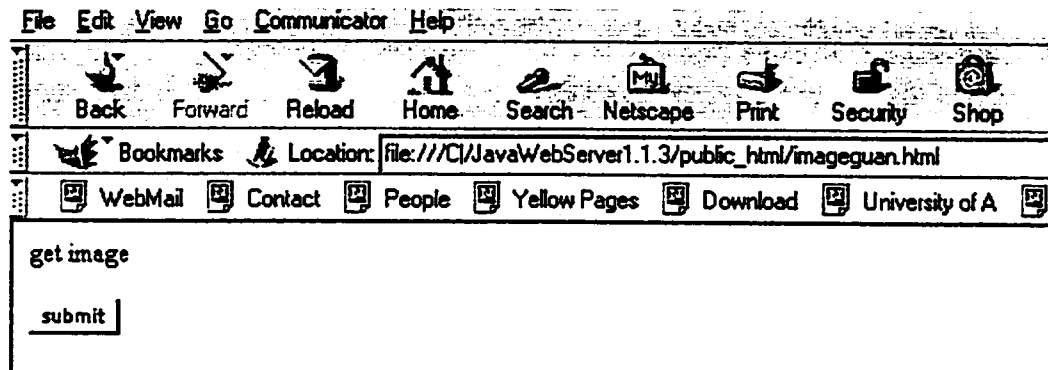 File Edit View Go Communicator Help
My
Back Forward Reload Home Search Netscape Print Security Shop
Bookmarks Location: file:///C|/JavaWebServer1.1.3/public_html/imageguan.html
WebMail Contact People Yellow Pages Download University of A
get image
submit